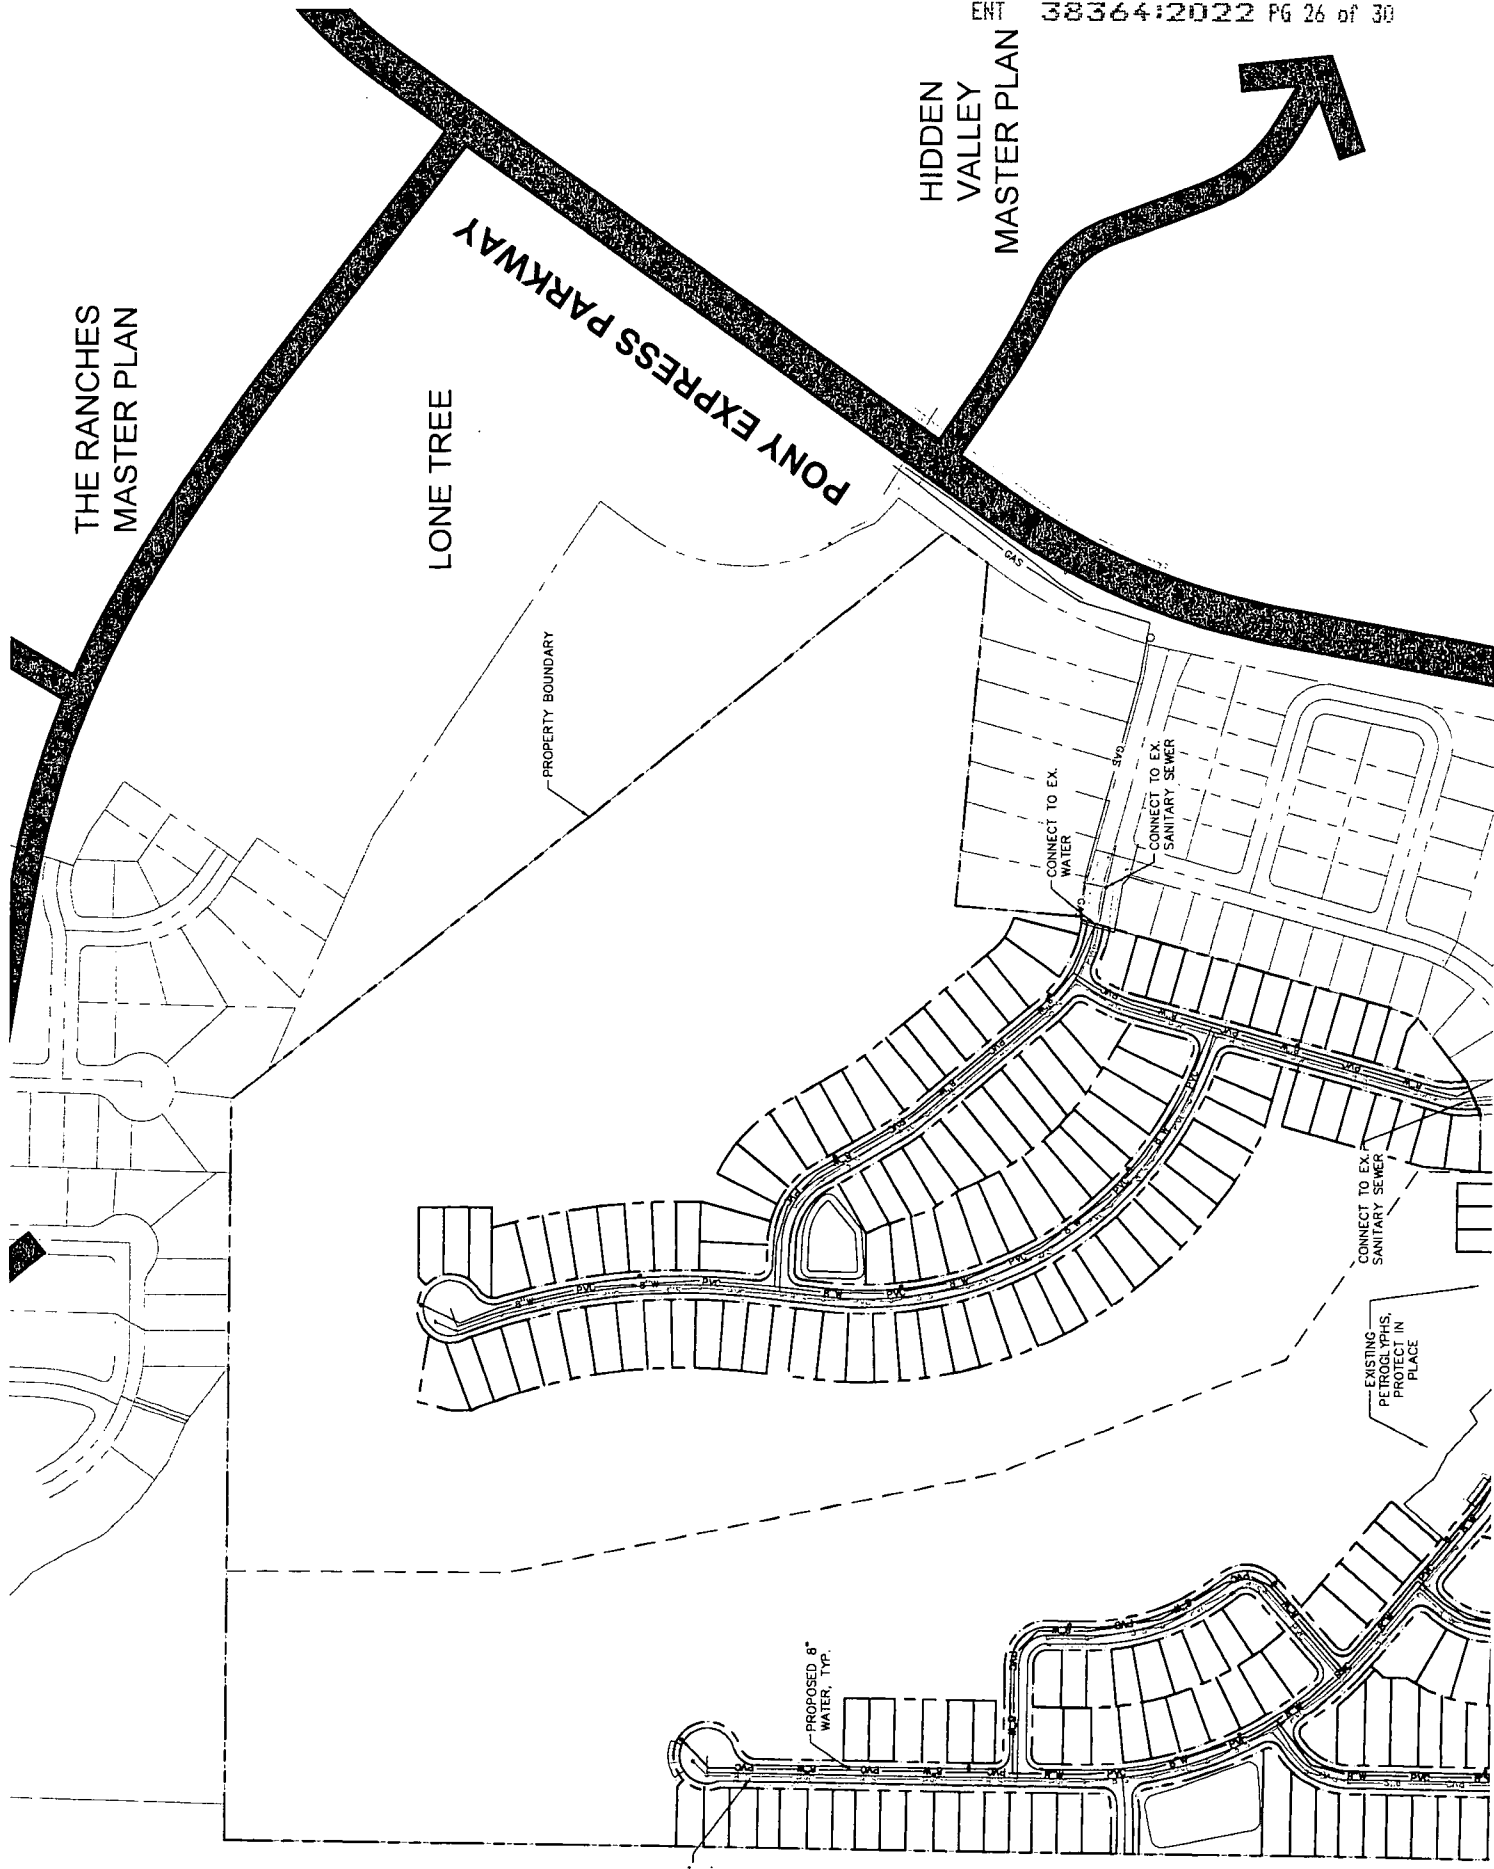 ENT 38364:2022 PG 26 of 30
HIDDEN
VALLEY
MASTER PLAN
THE RANCHES
MASTER PLAN
PONY EXPRESS PARKWAY
LONE TREE
GAS
PROPERTY BOUNDARY
GAS
CONNECT TO EX.
WATER
CONNECT TO EX.
SANITARY SEWER
CONNECT TO EX.
SANITARY SEWER
EXISTING
PETROGLYPHS,
PROTECT IN
PLACE
PROPOSED 8"
WATER, TYP.